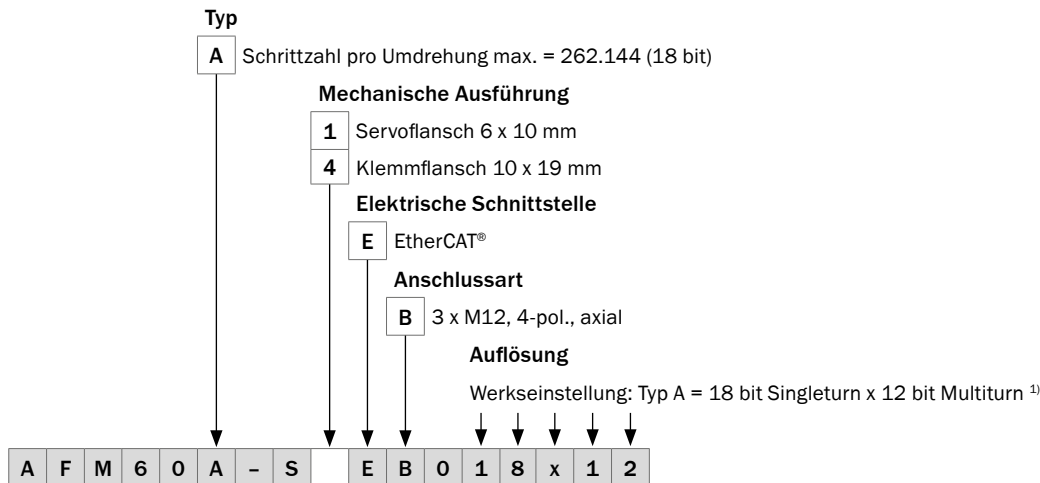 Typ
A Schrittzahl pro Umdrehung max. = 262.144 (18 bit)
Mechanische Ausführung
1 Servoflansch 6 x 10 mm
4 Klemmflansch 10 x 19 mm
Elektrische Schnittstelle
E EtherCAT®
Anschlussart
B 3 x M12, 4-pol., axial
Auflösung
Werkseinstellung: Typ A = 18 bit Singleturn x 12 bit Multiturn 1)
A F M 6 0 A – S E B 0 1 8 x 1 2